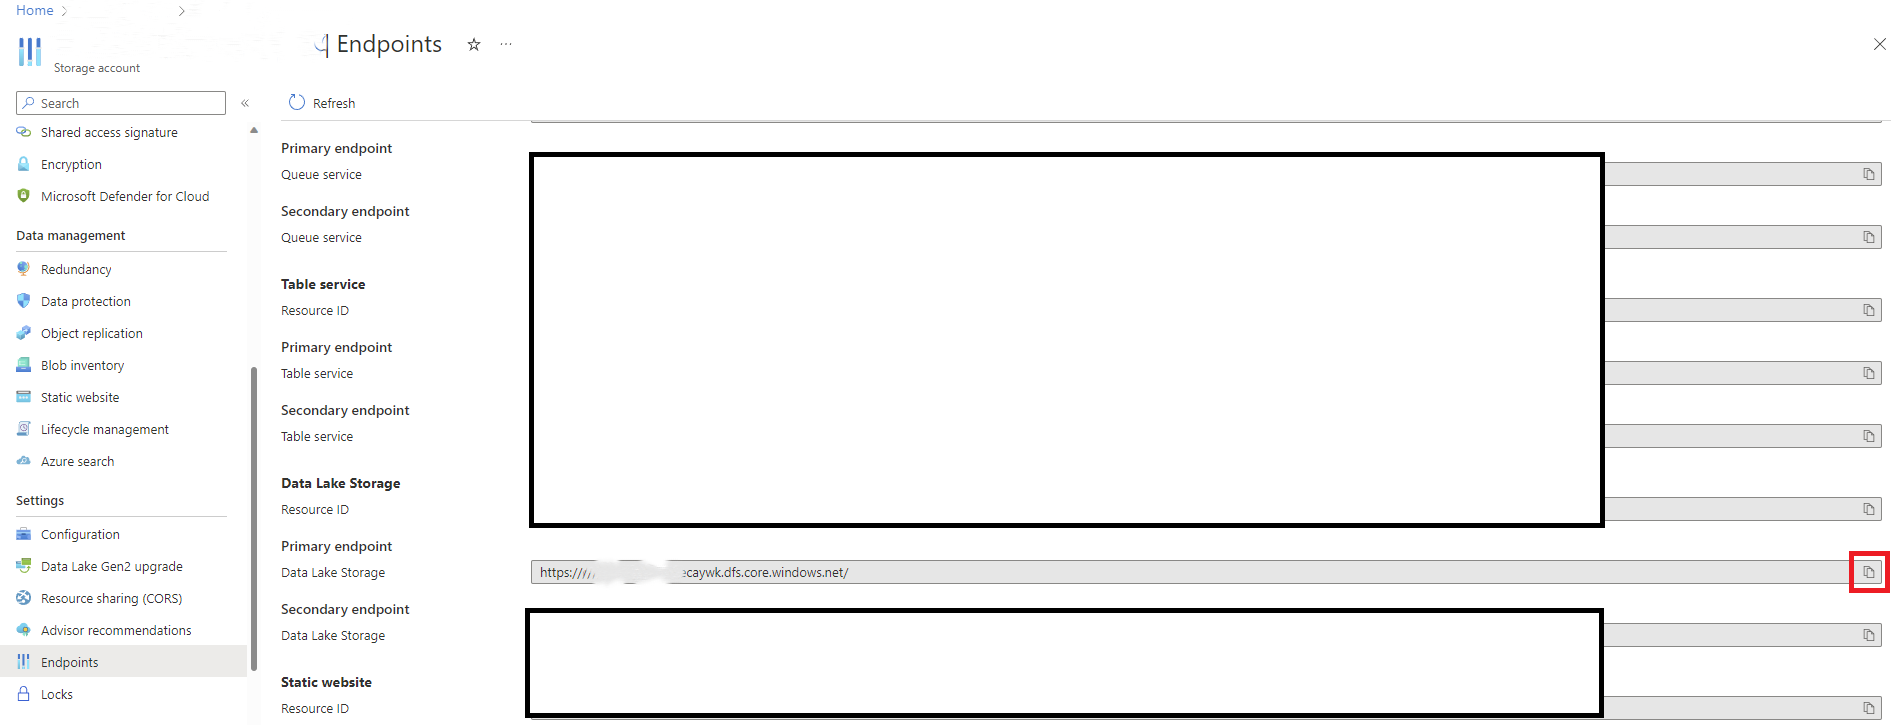 Home
Endpoints
Storage account
Search
Refresh
Shared access signature
Encryption
Microsoft Defender for Cloud
Data management
Redundancy
Data protection
Object replication
Blob inventory
Static website
Lifecycle management
Azure search
Settings
Configuration
Data Lake Gen2 upgrade
Resource sharing (CORS)
Advisor recommendations
Endpoints
Locks
Primary endpoint
Queue service
Secondary endpoint
Queue service
Table service
Resource ID
Primary endpoint
Table service
Secondary endpoint
Table service
Data Lake Storage
Resource ID
Primary endpoint
Data Lake Storage
https:// caywk.dfs.core.windows.net/
Secondary endpoint
Data Lake Storage
Static website
Resource ID